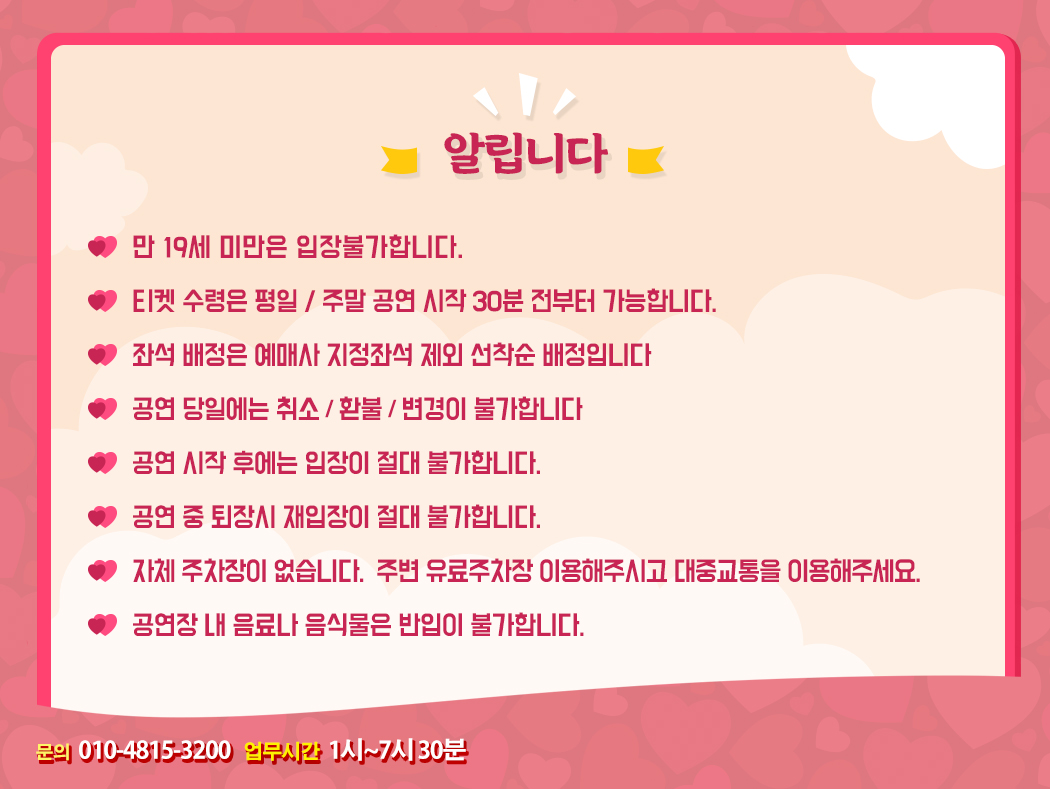 알립니다
만 19세 미만은 입장불가합니다.
티켓 수령은 평일 / 주말 공연 시작 30분 전부터 가능합니다.
좌석 배정은 예매사 지정좌석 제외 선착순 배정입니다
공연 당일에는 취소 / 환불 / 변경이 불가합니다
공연 시작 후에는 입장이 절대 불가합니다.
공연 중 퇴장시 재입장이 절대 불가합니다.
자체 주차장이 없습니다. 주변 유료주차장 이용해주시고 대중교통을 이용해주세요.
공연장 내 음료나 음식물은 반입이 불가합니다.
문의 010-4815-3200 업무시간 1시~7시 30분